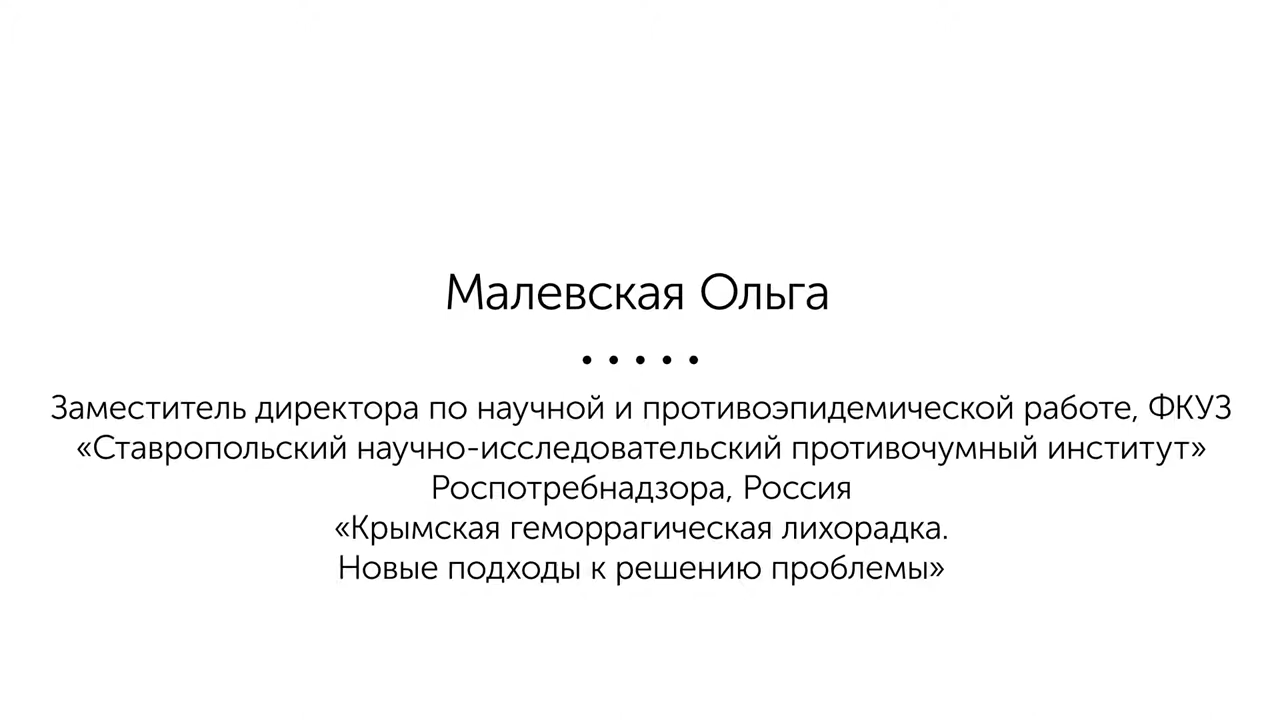 Малевская Ольга
• • • • •
Заместитель директора по научной и противоэпидемической работе, ФКУЗ
«Ставропольский научно-исследовательский противочумный институт»
Роспотребнадзора, Россия
«Крымская геморрагическая лихорадка.
Новые подходы к решению проблемы»